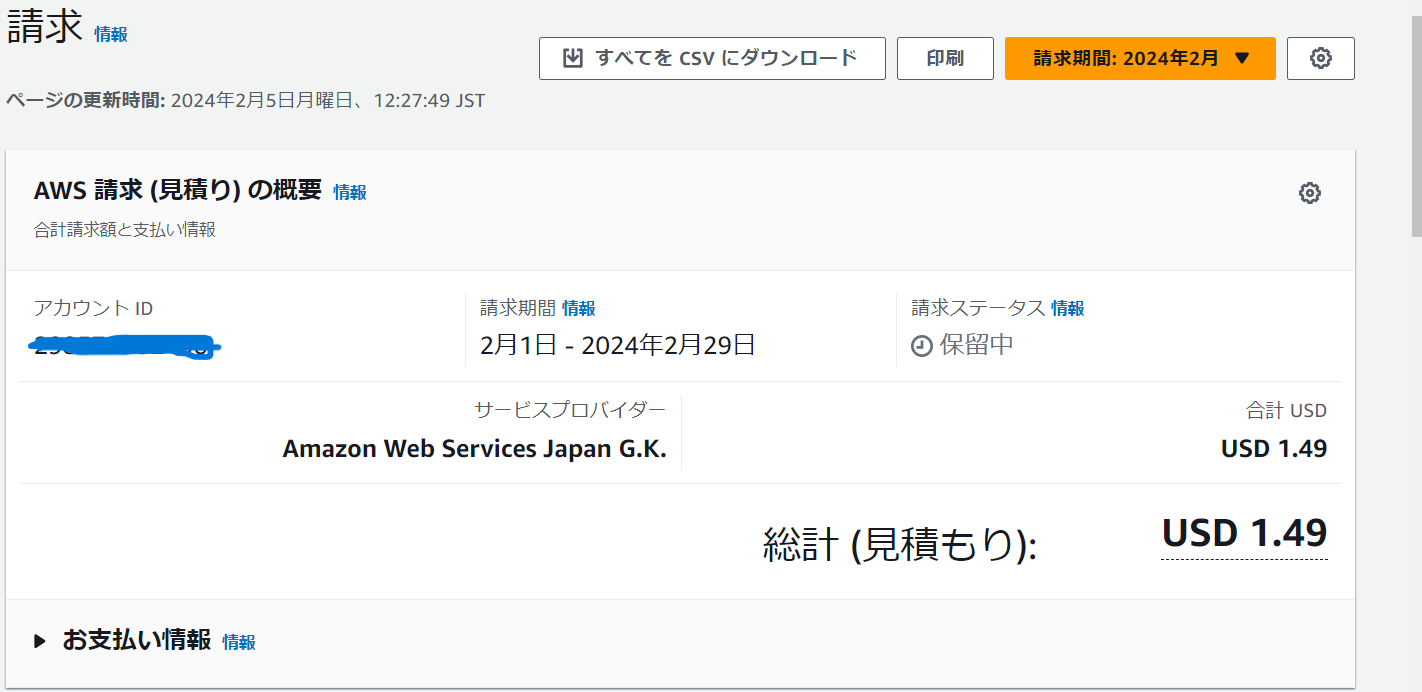 請求 情報
すべてを CSV にダウンロード
印刷
請求期間: 2024年2月 ▼
ページの更新時間: 2024年2月5日月曜日、12:27:49 JST
AWS 請求 (見積り) の概要 情報
合計請求額と支払い情報
アカウント ID
請求期間 情報
2月1日 - 2024年2月29日
請求ステータス 情報
保留中
サービスプロバイダー
Amazon Web Services Japan G.K.
合計 USD
USD 1.49
総計 (見積もり): USD 1.49
お支払い情報 情報